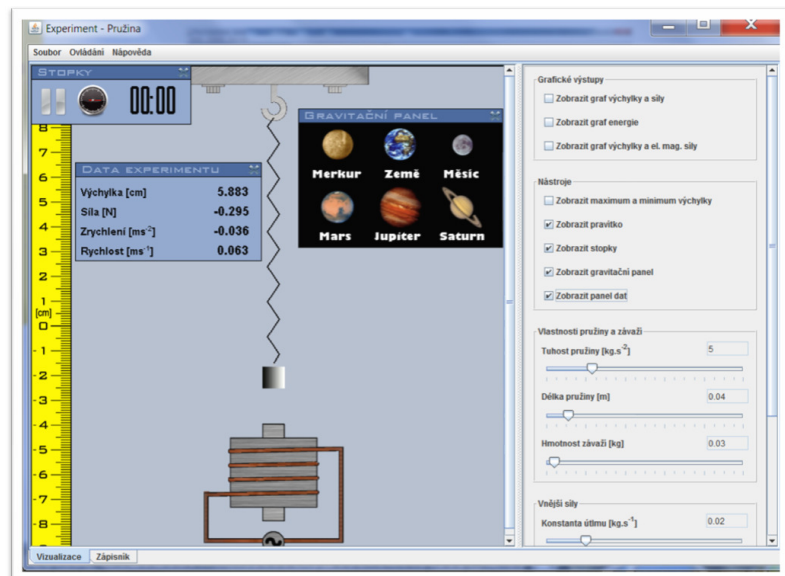 Experiment - Pružina
Soubor Ovládání Nápověda
STOPKY
00:00
GRAVITAČNÍ PANEL
Merkur Země Měsíc
Mars Jupiter Saturn
DATA EXPERIMENTU
Výchylka [cm] 5.883
Síla [N] -0.295
Zrychlení [ms⁻²] -0.036
Rychlost [ms⁻¹] 0.063
8
7
6
5
4
3
2
1
[cm]
0
- 1
-2
-3
-4
-5
-6
-7
-8
Grafické výstupy
Zobrazit graf výchylky a síly
Zobrazit graf energie
Zobrazit graf výchylky a el. mag. síly
Nástroje
Zobrazit maximum a minimum výchylky
Zobrazit pravítko
Zobrazit stopky
Zobrazit gravitační panel
Zobrazit panel dat
Vlastnosti pružiny a závaží
Tuhost pružiny [kg.s⁻²] 5
Délka pružiny [m] 0.04
Hmotnost závaží [kg] 0.03
Vnější síly
Konstanta útlmu [kg.s⁻¹] 0.02
Vizualizace Zápisník